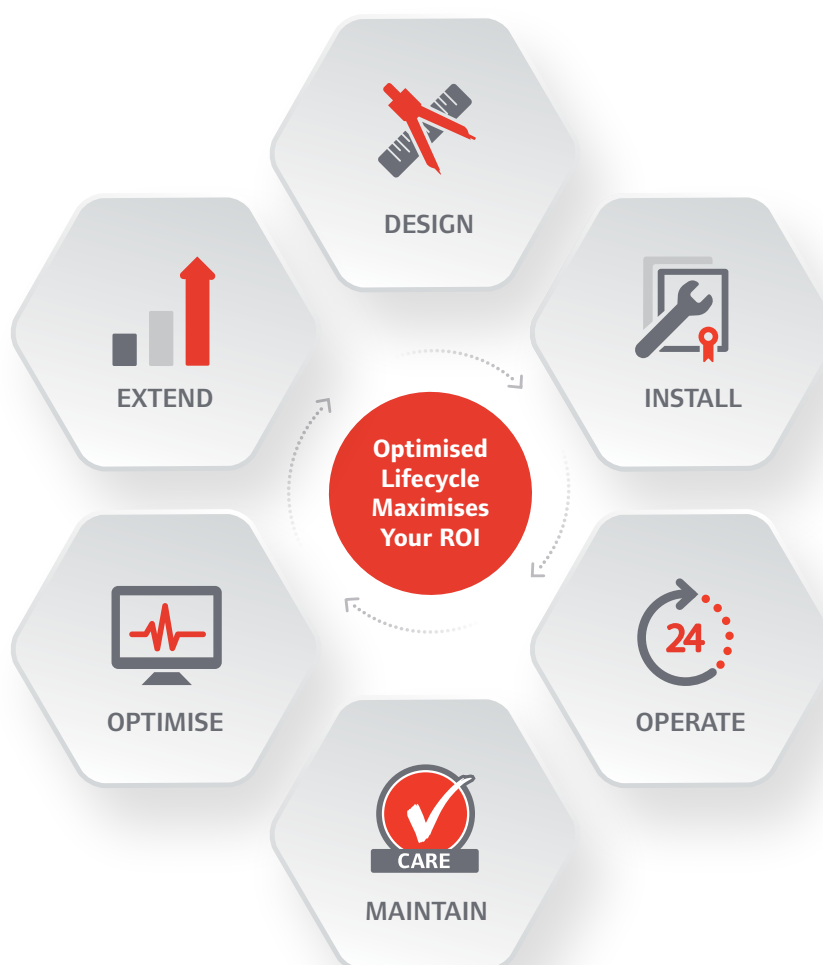 DESIGN
EXTEND
INSTALL
Optimised
Lifecycle
Maximises
Your ROI
24
OPTIMISE
OPERATE
CARE
MAINTAIN